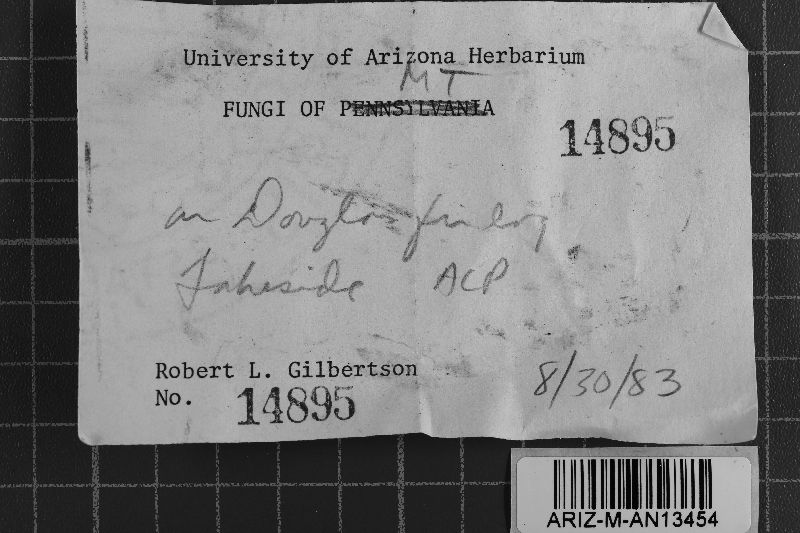 University of Arizona Herbarium
MT
FUNGI OF PENNSYLVANIA
14895
on Douglas fir log
Lakeside ACP
Robert L. Gilbertson
8/30/83
No. 14895
ARIZ-M-AN13454